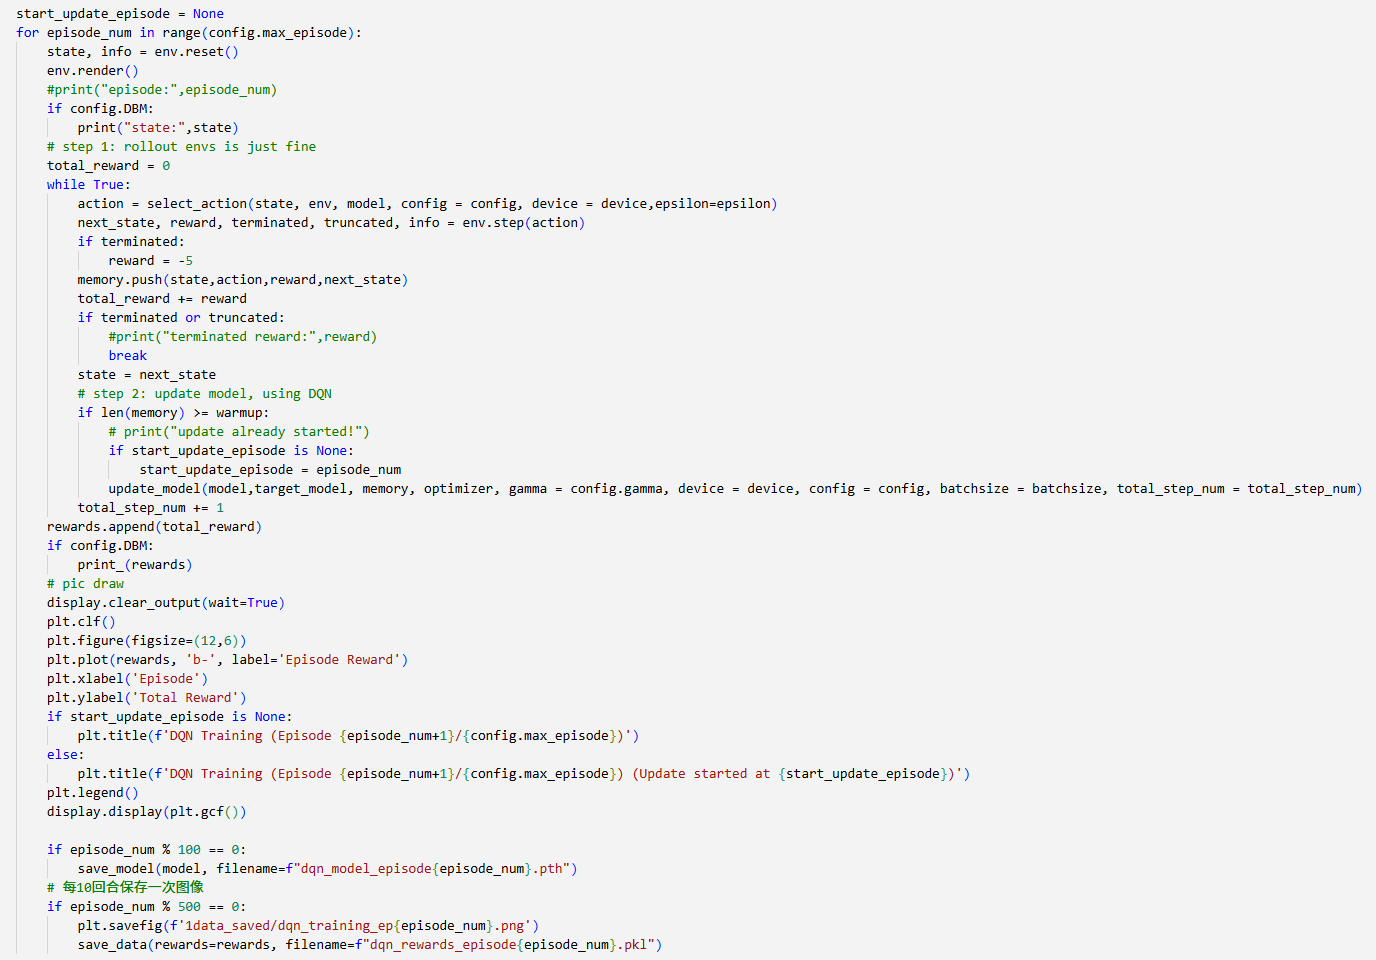 start_update_episode = None
for episode_num in range(config.max_episode):
    state, info = env.reset()
    env.render()
    #print("episode:",episode_num)
    if config.DBM:
        print("state:",state)
    # step 1: rollout envs is just fine
    total_reward = 0
    while True:
        action = select_action(state, env, model, config = config, device = device,epsilon=epsilon)
        next_state, reward, terminated, truncated, info = env.step(action)
        if terminated:
            reward = -5
        memory.push(state,action,reward,next_state)
        total_reward += reward
        if terminated or truncated:
            #print("terminated reward:",reward)
            break
        state = next_state
        # step 2: update model, using DQN
        if len(memory) >= warmup:
            # print("update already started!")
            if start_update_episode is None:
                start_update_episode = episode_num
            update_model(model,target_model, memory, optimizer, gamma = config.gamma, device = device, config = config, batchsize = batchsize, total_step_num = total_step_num)
        total_step_num += 1
    rewards.append(total_reward)
    if config.DBM:
        print_(rewards)
    # pic draw
    display.clear_output(wait=True)
    plt.clf()
    plt.figure(figsize=(12,6))
    plt.plot(rewards, 'b-', label='Episode Reward')
    plt.xlabel('Episode')
    plt.ylabel('Total Reward')
    if start_update_episode is None:
        plt.title(f'DQN Training (Episode {episode_num+1}/{config.max_episode})')
    else:
        plt.title(f'DQN Training (Episode {episode_num+1}/{config.max_episode}) (Update started at {start_update_episode})')
    plt.legend()
    display.display(plt.gcf())

    if episode_num % 100 == 0:
        save_model(model, filename=f"dqn_model_episode{episode_num}.pth")
    # 每10回合保存一次图像
    if episode_num % 500 == 0:
        plt.savefig(f'1data_saved/dqn_training_ep{episode_num}.png')
        save_data(rewards=rewards, filename=f"dqn_rewards_episode{episode_num}.pkl")